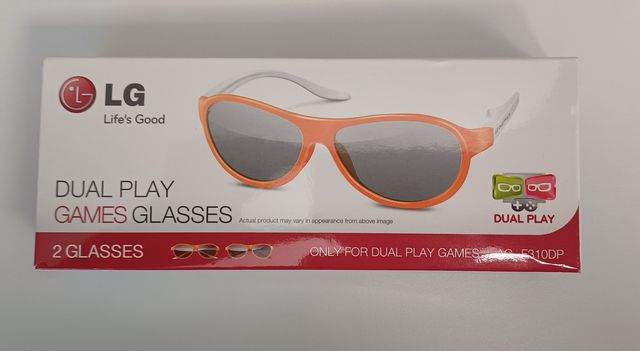 LG
Life's Good
DUAL PLAY
GAMES GLASSES
Actual product may vary in appearance from above image
DUAL PLAY
2 GLASSES
ONLY FOR DUAL PLAY GAMES F310DP